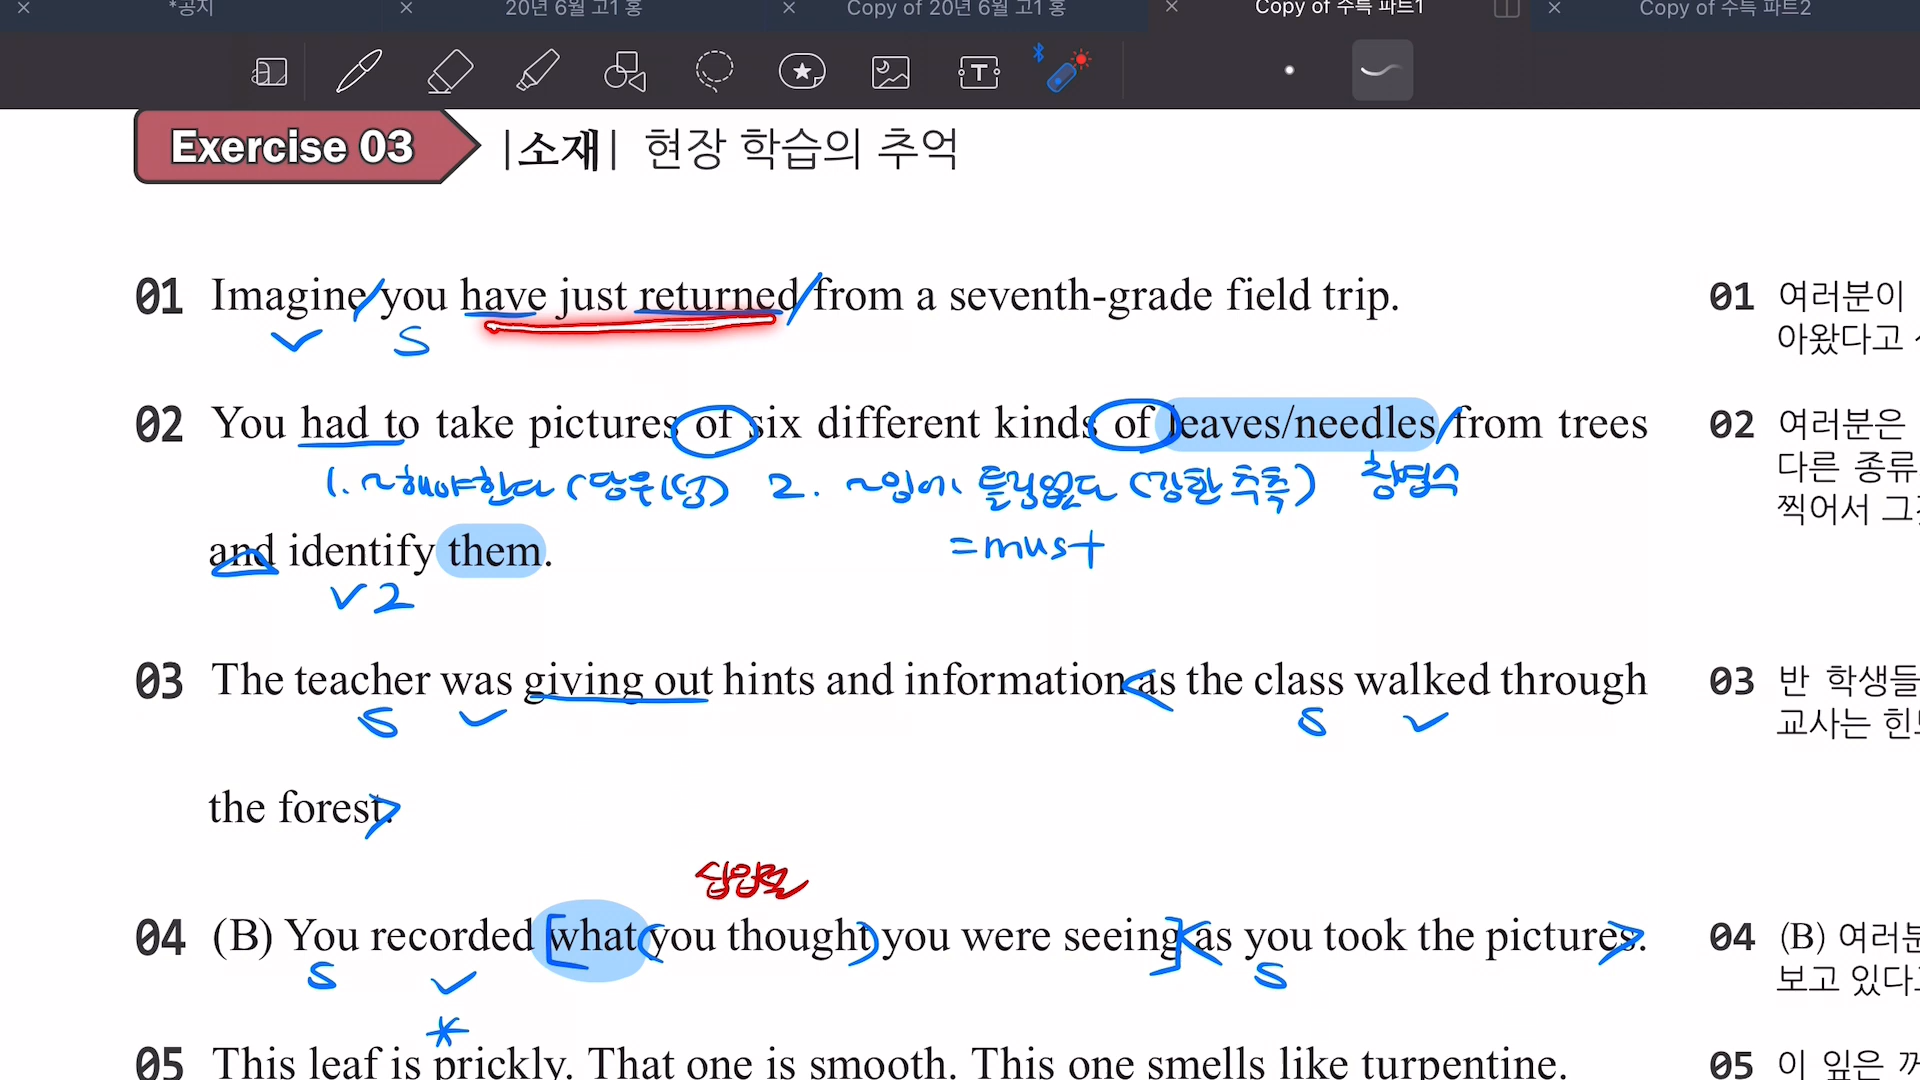 *공지
20년 6월 고1 홍
Copy of 20년 6월 고1 홍
Copy of 수특 파트1
Copy of 수특 파트2
Exercise 03 |소재| 현장 학습의 추억
01 Imagine you have just returned from a seventh-grade field trip.
V S
01 여러분이
아왔다고
02 You had to take pictures of six different kinds of leaves/needles from trees
1. ~해야한다 (당위성) 2. ~임에 틀림없다 (강한 추측)
and identify them.
=must
V2
02 여러분은
다른 종류
찍어서 그
03 The teacher was giving out hints and information as the class walked through
S V S V
the forest.
03 반 학생들
교사는 힌
삽입절
04 (B) You recorded what you thought you were seeing as you took the pictures.
S V S
*
04 (B) 여러분
보고 있다
05 This leaf is prickly. That one is smooth. This one smells like turpentine.
05 이 잎은